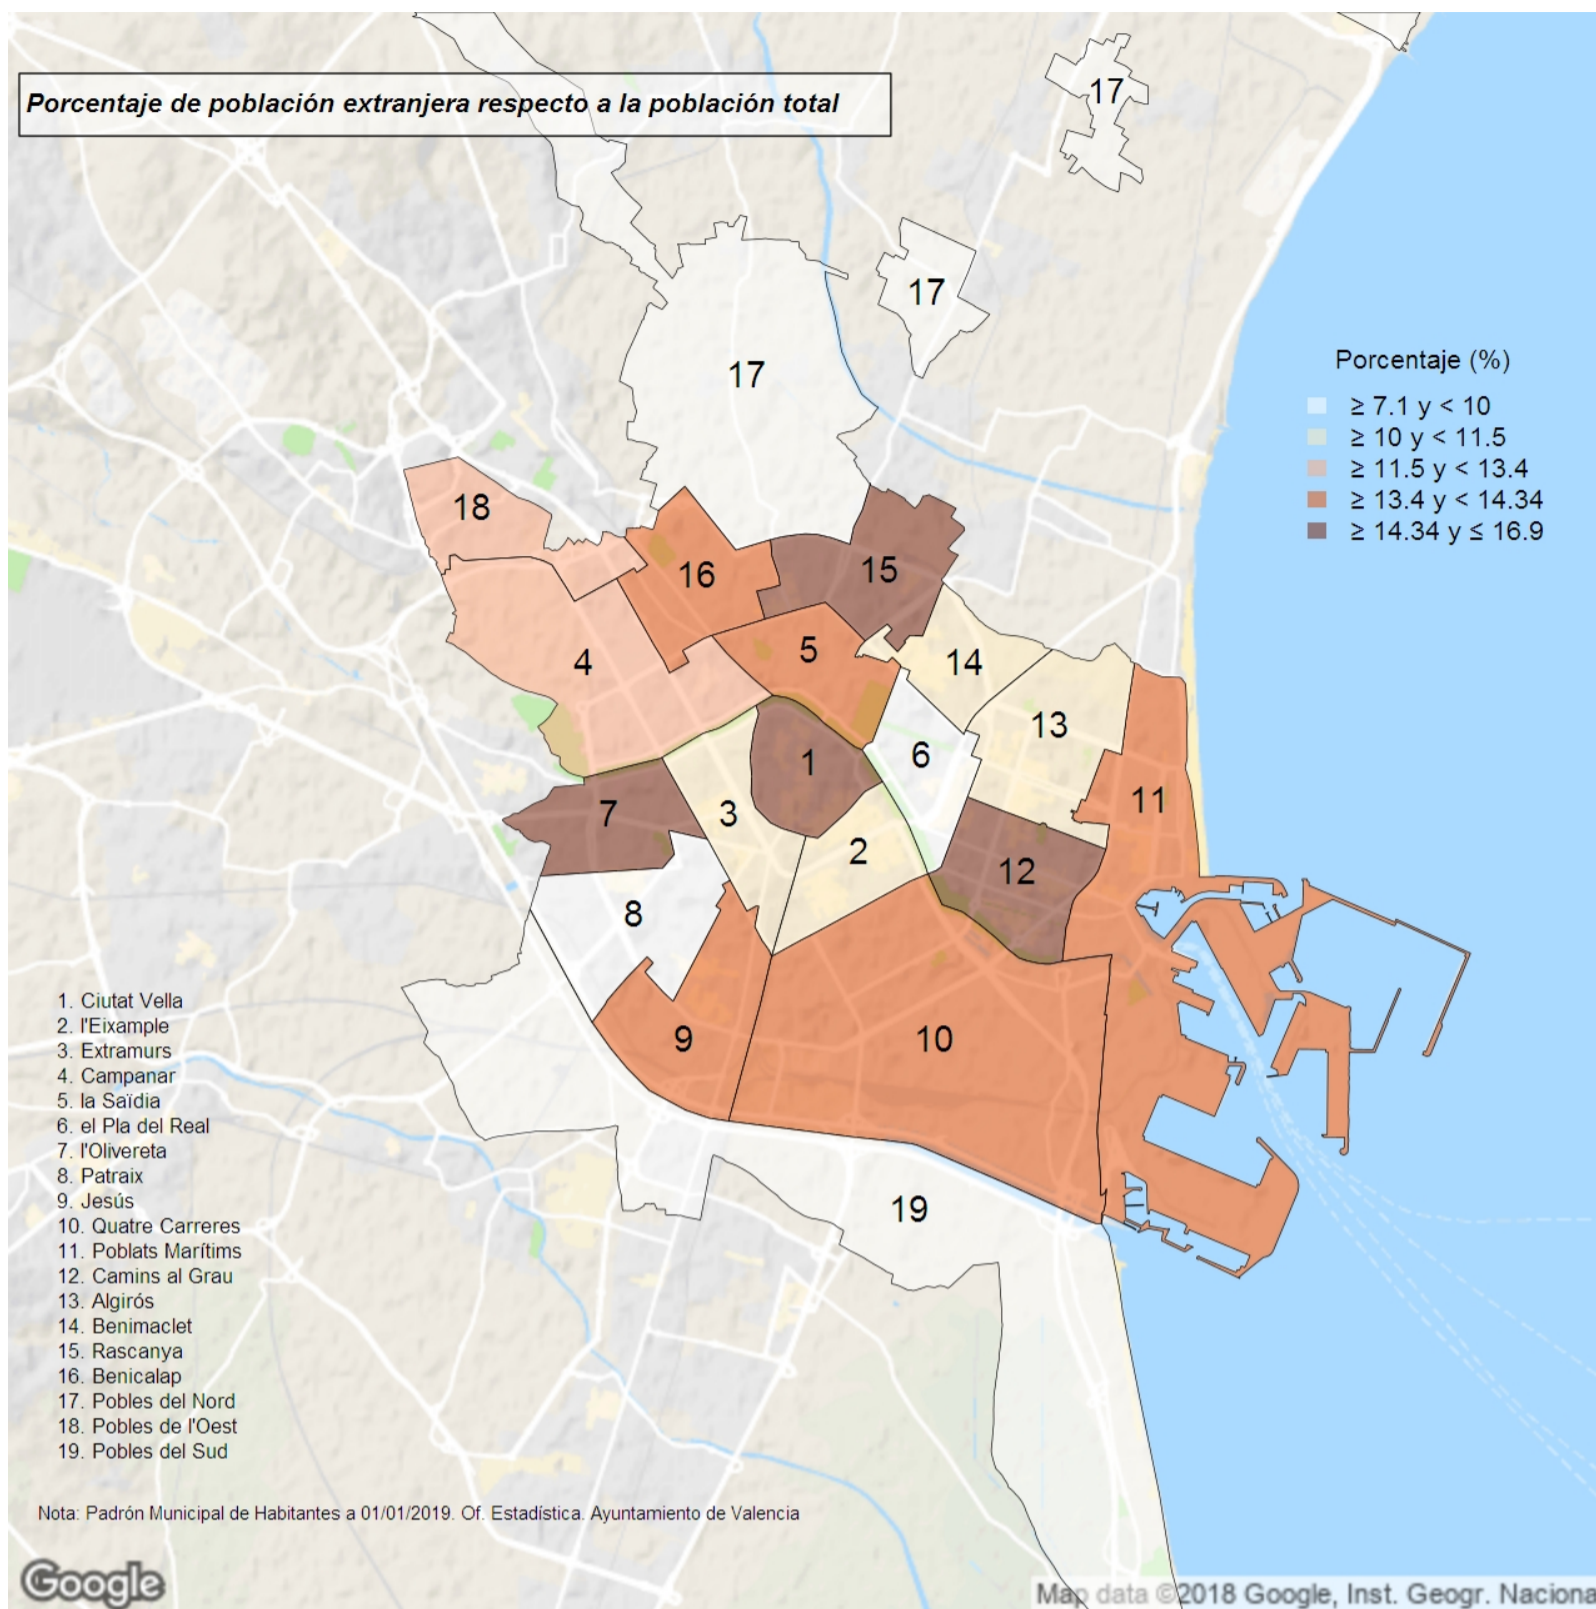 Porcentaje de población extranjera respecto a la población total
17
17
17
Porcentaje (%)
≥ 7.1 y < 10
≥ 10 y < 11.5
≥ 11.5 y < 13.4
≥ 13.4 y < 14.34
≥ 14.34 y ≤ 16.9
18
16
15
5
4
14
13
6
1
11
7
3
2
12
8
9
10
19
1. Ciutat Vella
2. l'Eixample
3. Extramurs
4. Campanar
5. la Saïdia
6. el Pla del Real
7. l'Olivereta
8. Patraix
9. Jesús
10. Quatre Carreres
11. Poblats Marítims
12. Camins al Grau
13. Algirós
14. Benimaclet
15. Rascanya
16. Benicalap
17. Pobles del Nord
18. Pobles de l'Oest
19. Pobles del Sud
Nota: Padrón Municipal de Habitantes a 01/01/2019. Of. Estadística. Ayuntamiento de Valencia
Google
Map data ©2018 Google, Inst. Geogr. Naciona